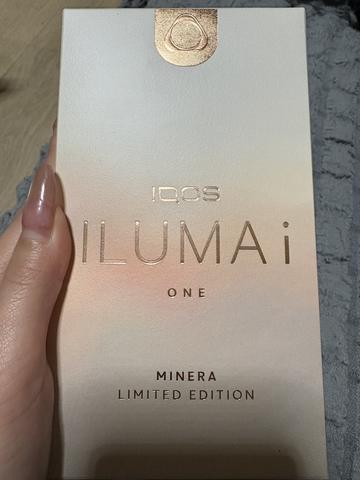 IQOS
ILUMA i
ONE
MINERA
LIMITED EDITION